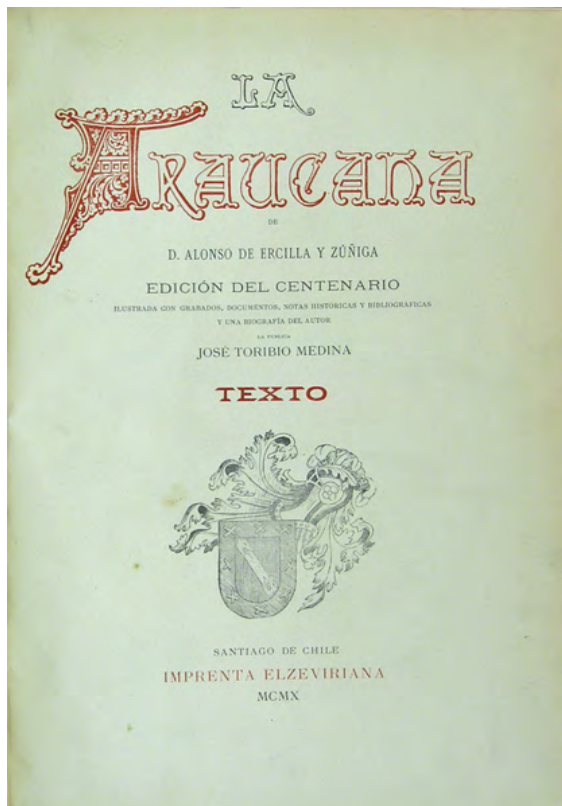 LA
ARAUCANA
DE
D. ALONSO DE ERCILLA Y ZÚÑIGA
EDICIÓN DEL CENTENARIO
ILUSTRADA CON GRABADOS, DOCUMENTOS, NOTAS HISTÓRICAS Y BIBLIOGRÁFICAS
Y UNA BIOGRAFÍA DEL AUTOR
LA PUBLICA
JOSÉ TORIBIO MEDINA
TEXTO
SANTIAGO DE CHILE
IMPRENTA ELZEVIRIANA
MCMX